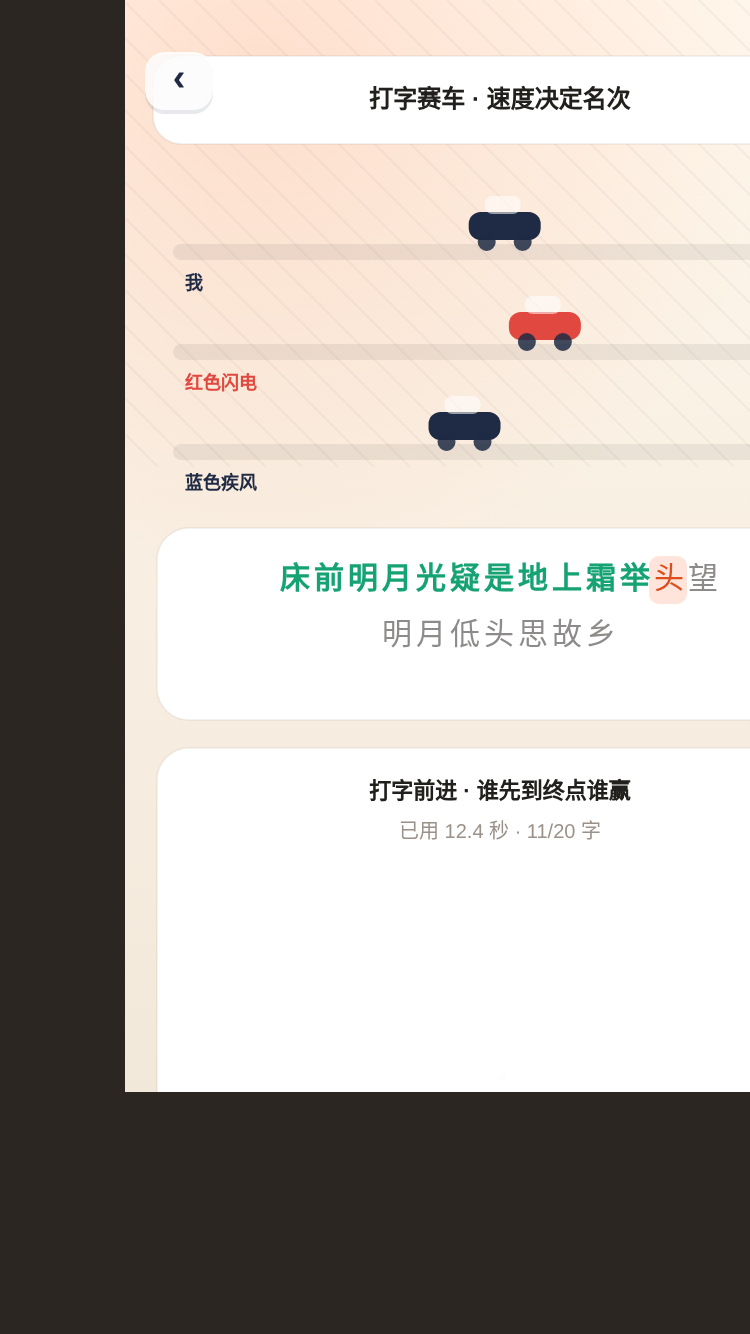 ‹
打字赛车 · 速度决定名次
我
红色闪电
蓝色疾风
床前明月光疑是地上霜举头望
明月低头思故乡
打字前进 · 谁先到终点谁赢
已用 12.4 秒 · 11/20 字